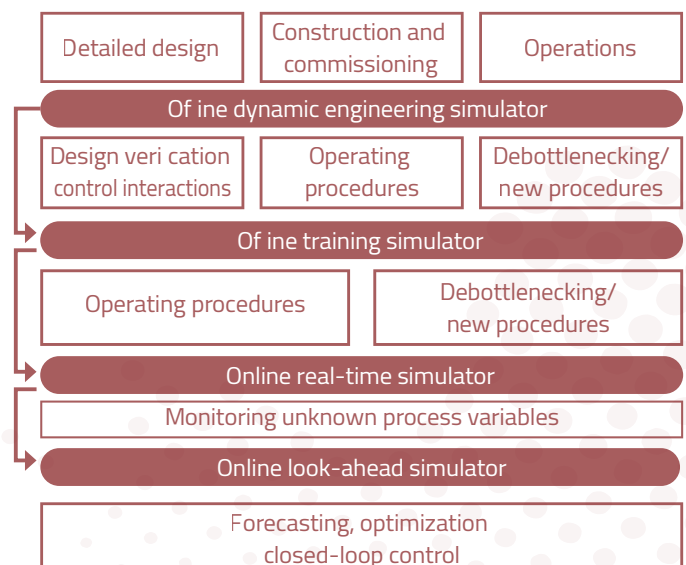 Detailed design
Construction and
commissioning
Operations
Of ine dynamic engineering simulator
Design veri cation
control interactions
Operating
procedures
Debottlenecking/
new procedures
Of ine training simulator
Operating procedures
Debottlenecking/
new procedures
Online real-time simulator
Monitoring unknown process variables
Online look-ahead simulator
Forecasting, optimization
closed-loop control